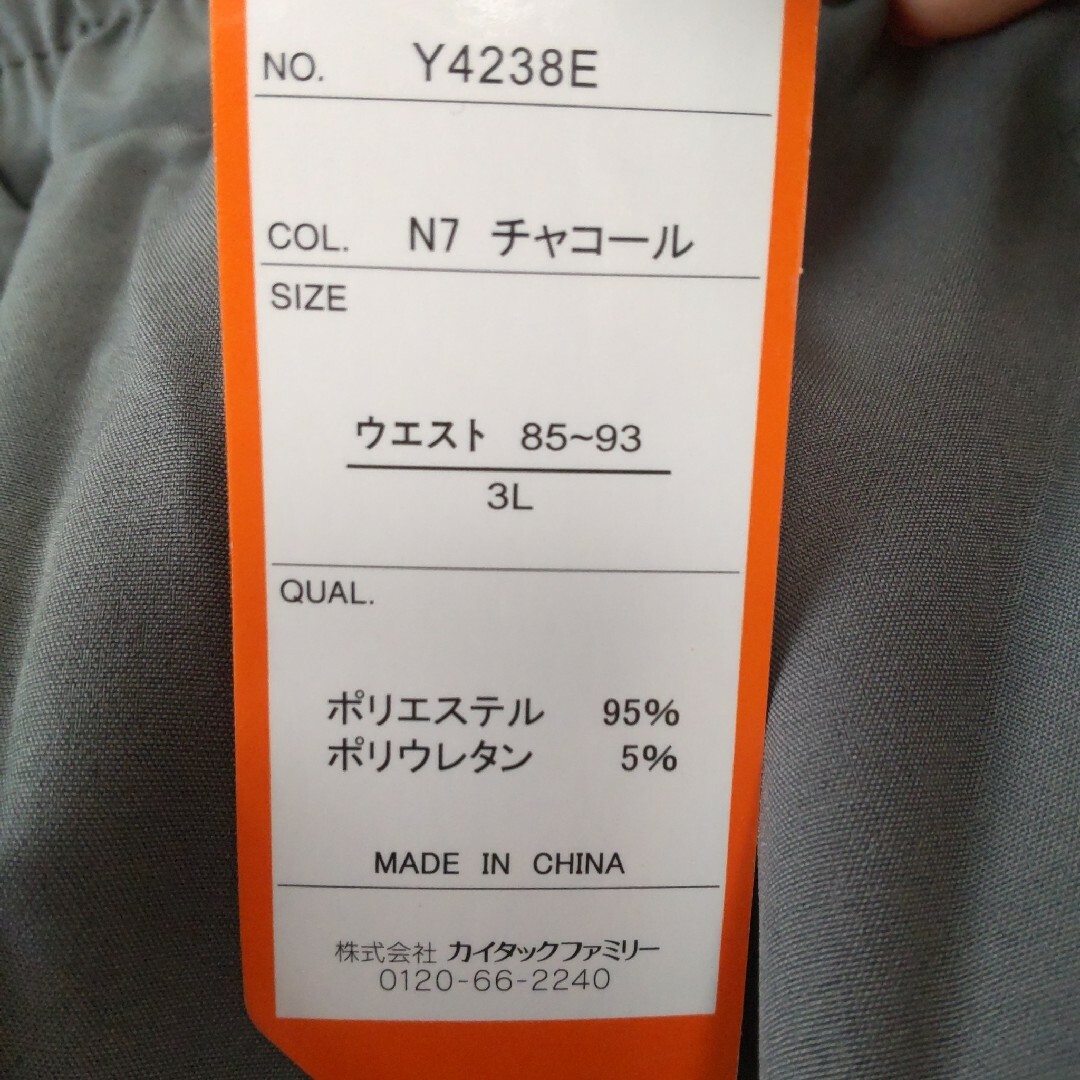 NO. Y4238E
COL. N7 チャコール
SIZE
ウエスト 85~93
3L
QUAL.
ポリエステル 95%
ポリウレタン 5%
MADE IN CHINA
株式会社 カイタックファミリー
0120-66-2240